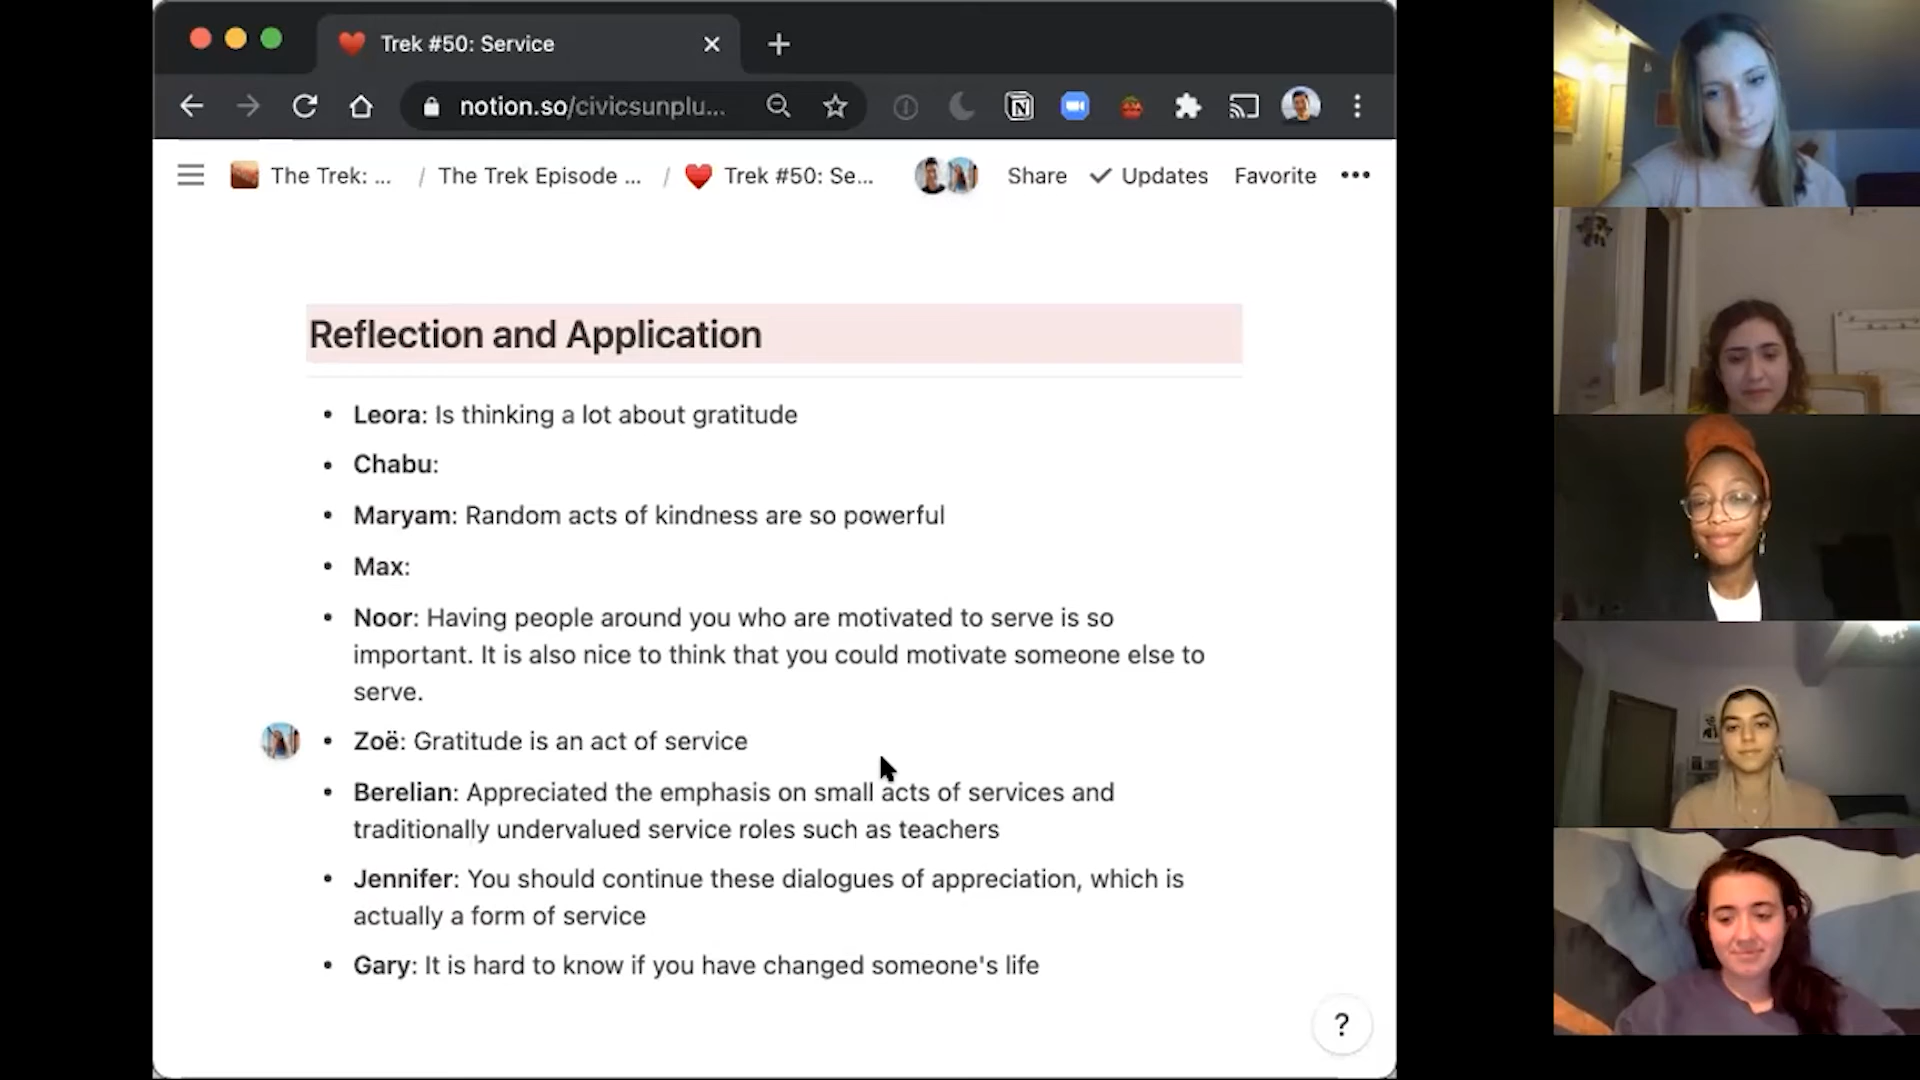 Trek #50: Service
notion.so/civicsunplu...
The Trek: ... / The Trek Episode ... / Trek #50: Se... Share Updates Favorite
Reflection and Application
• Leora: Is thinking a lot about gratitude
• Chabu:
• Maryam: Random acts of kindness are so powerful
• Max:
• Noor: Having people around you who are motivated to serve is so
important. It is also nice to think that you could motivate someone else to
serve.
• Zoë: Gratitude is an act of service
• Berelian: Appreciated the emphasis on small acts of services and
traditionally undervalued service roles such as teachers
• Jennifer: You should continue these dialogues of appreciation, which is
actually a form of service
• Gary: It is hard to know if you have changed someone's life
?